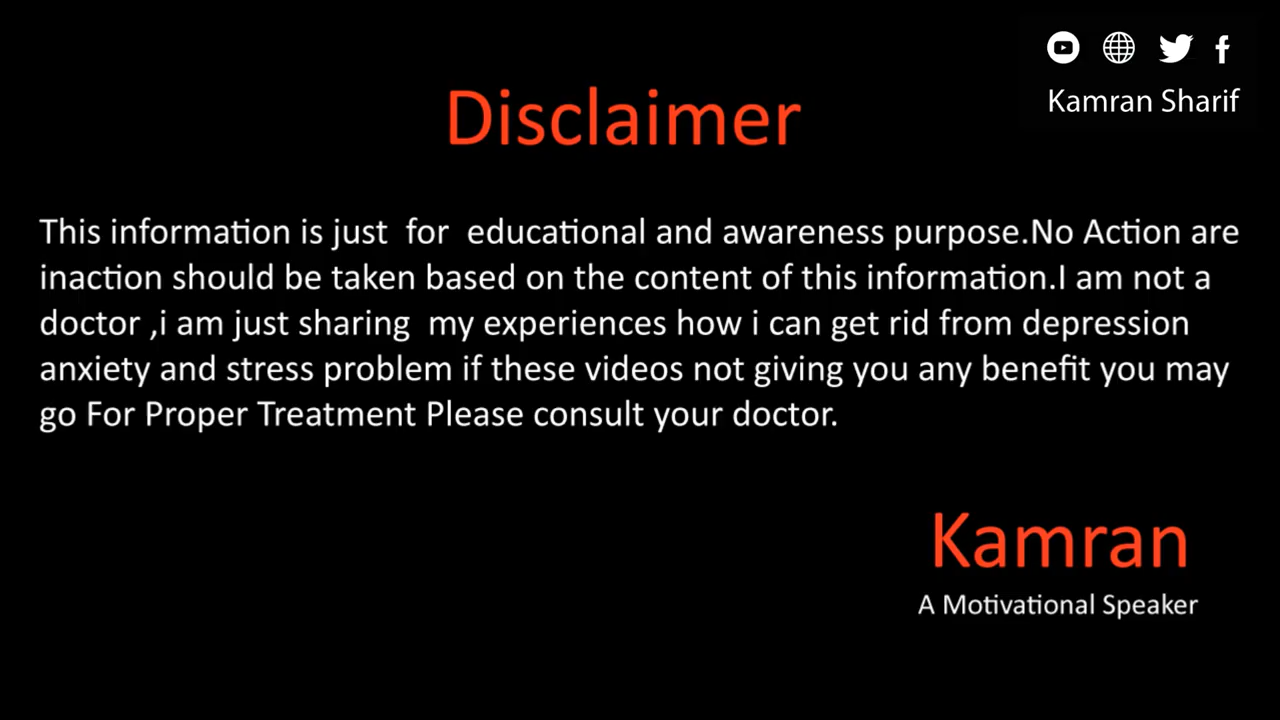 Kamran Sharif
Disclaimer
This information is just for educational and awareness purpose.No Action are
inaction should be taken based on the content of this information.I am not a
doctor ,i am just sharing my experiences how i can get rid from depression
anxiety and stress problem if these videos not giving you any benefit you may
go For Proper Treatment Please consult your doctor.
Kamran
A Motivational Speaker